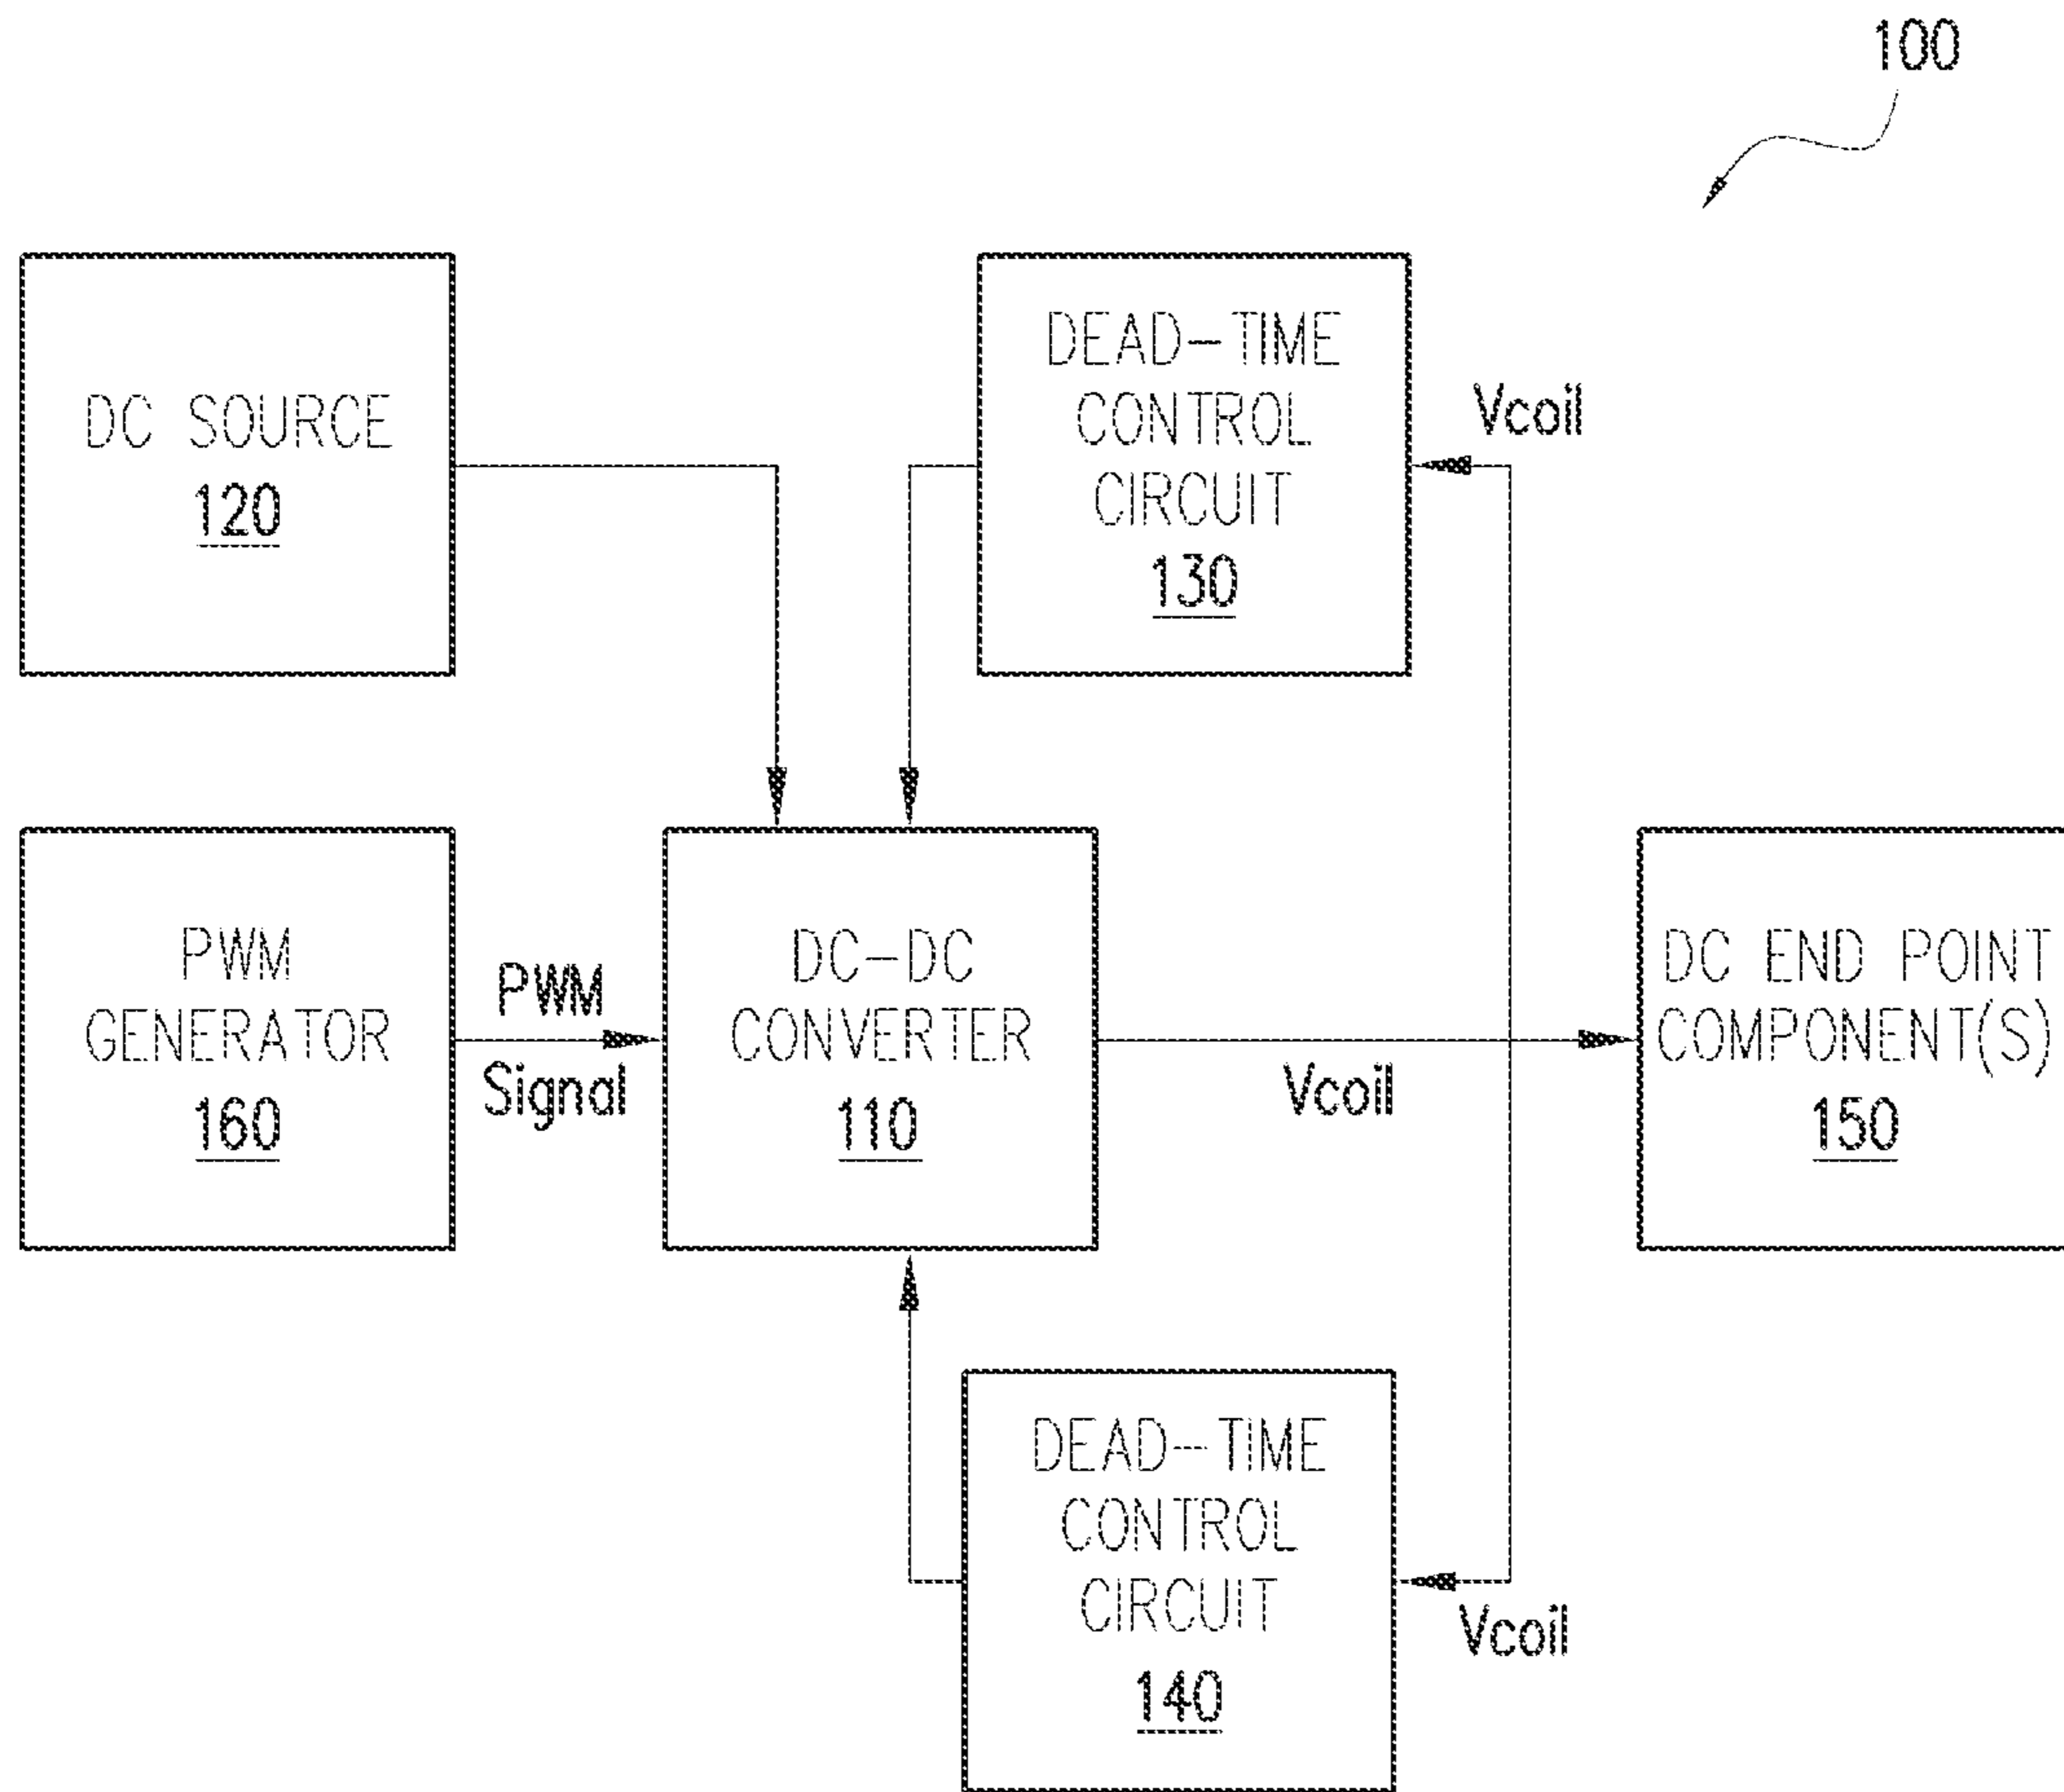 100
DC SOURCE
120
DEAD-TIME
CONTROL
CIRCUIT
130
Vcoil
PWM
GENERATOR
160
PWM
Signal
DC-DC
CONVERTER
110
Vcoil
DC END POINT
COMPONENT(S)
150
DEAD-TIME
CONTROL
CIRCUIT
140
Vcoil